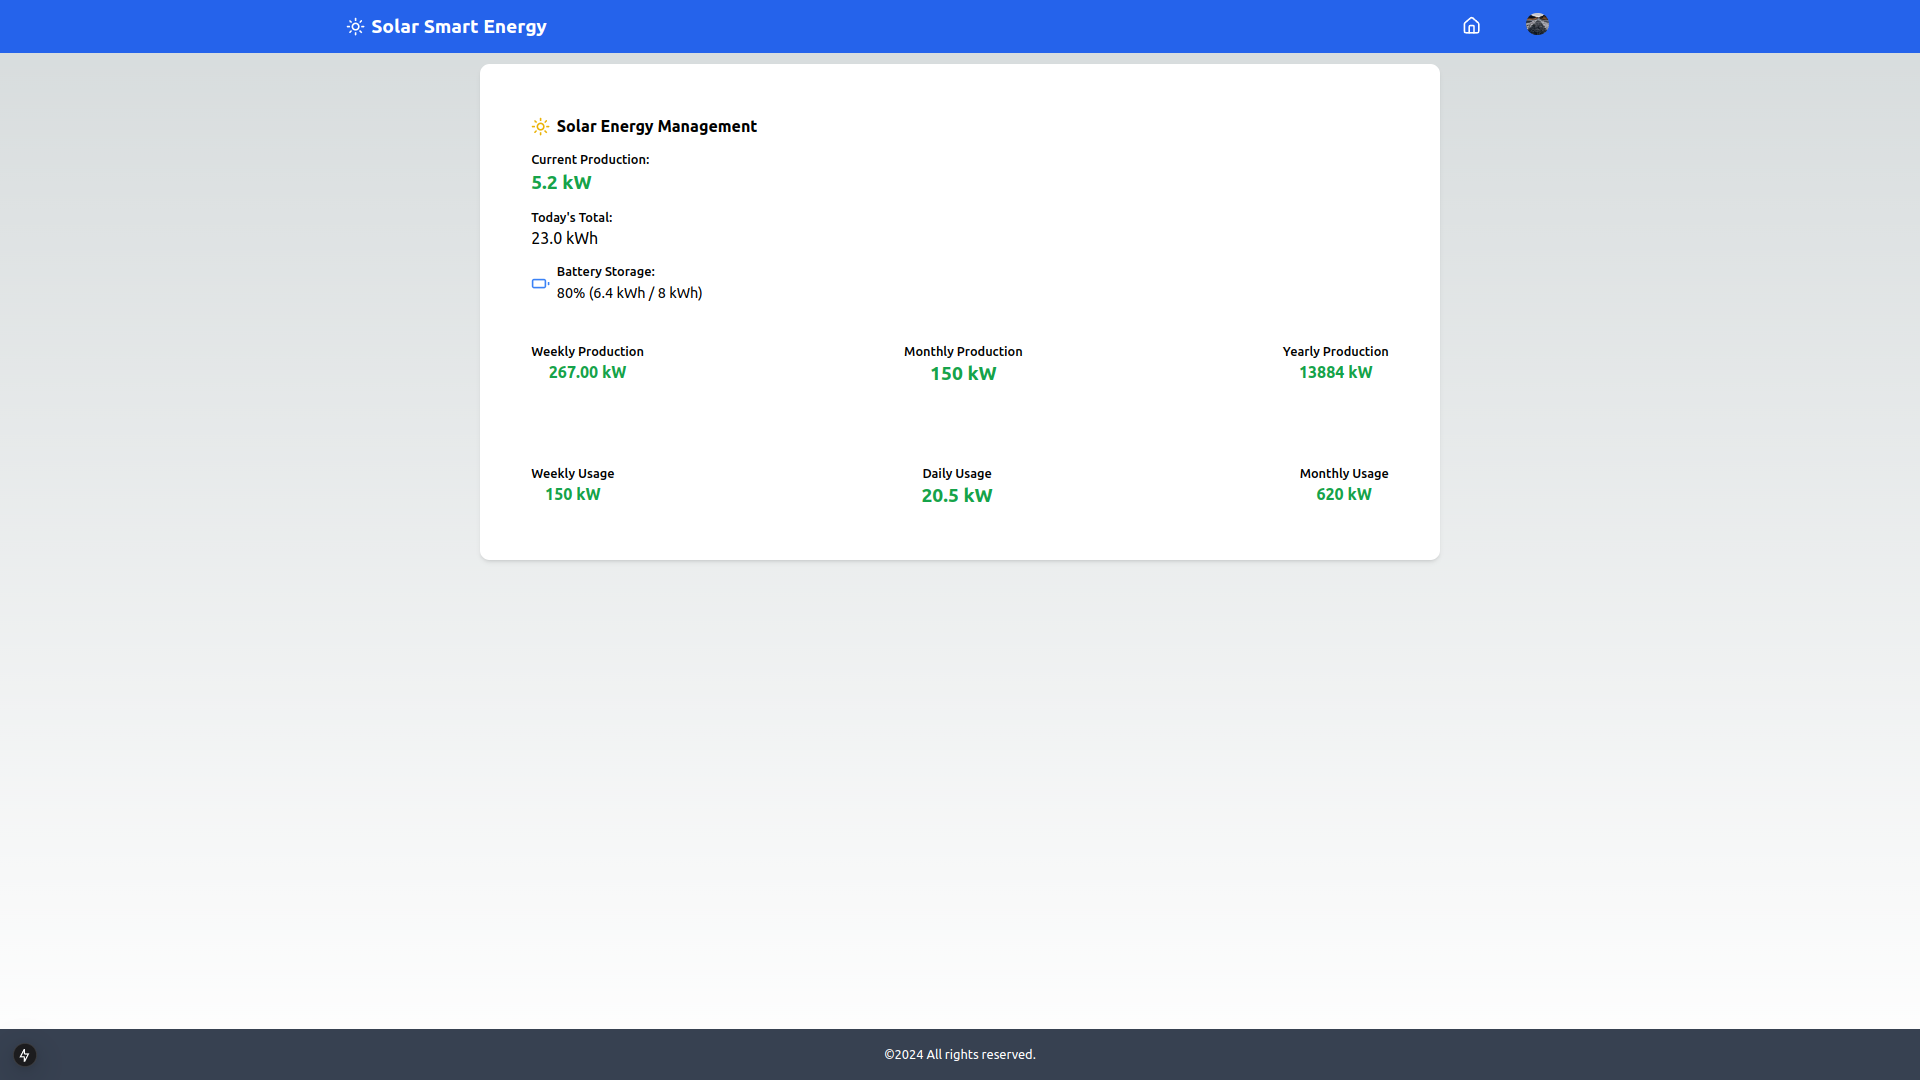 Solar Smart Energy
Solar Energy Management
Current Production:
5.2 kW
Today's Total:
23.0 kWh
Battery Storage:
80% (6.4 kWh / 8 kWh)
Weekly Production
267.00 kW
Monthly Production
150 kW
Yearly Production
13884 kW
Weekly Usage
150 kW
Daily Usage
20.5 kW
Monthly Usage
620 kW
©2024 All rights reserved.